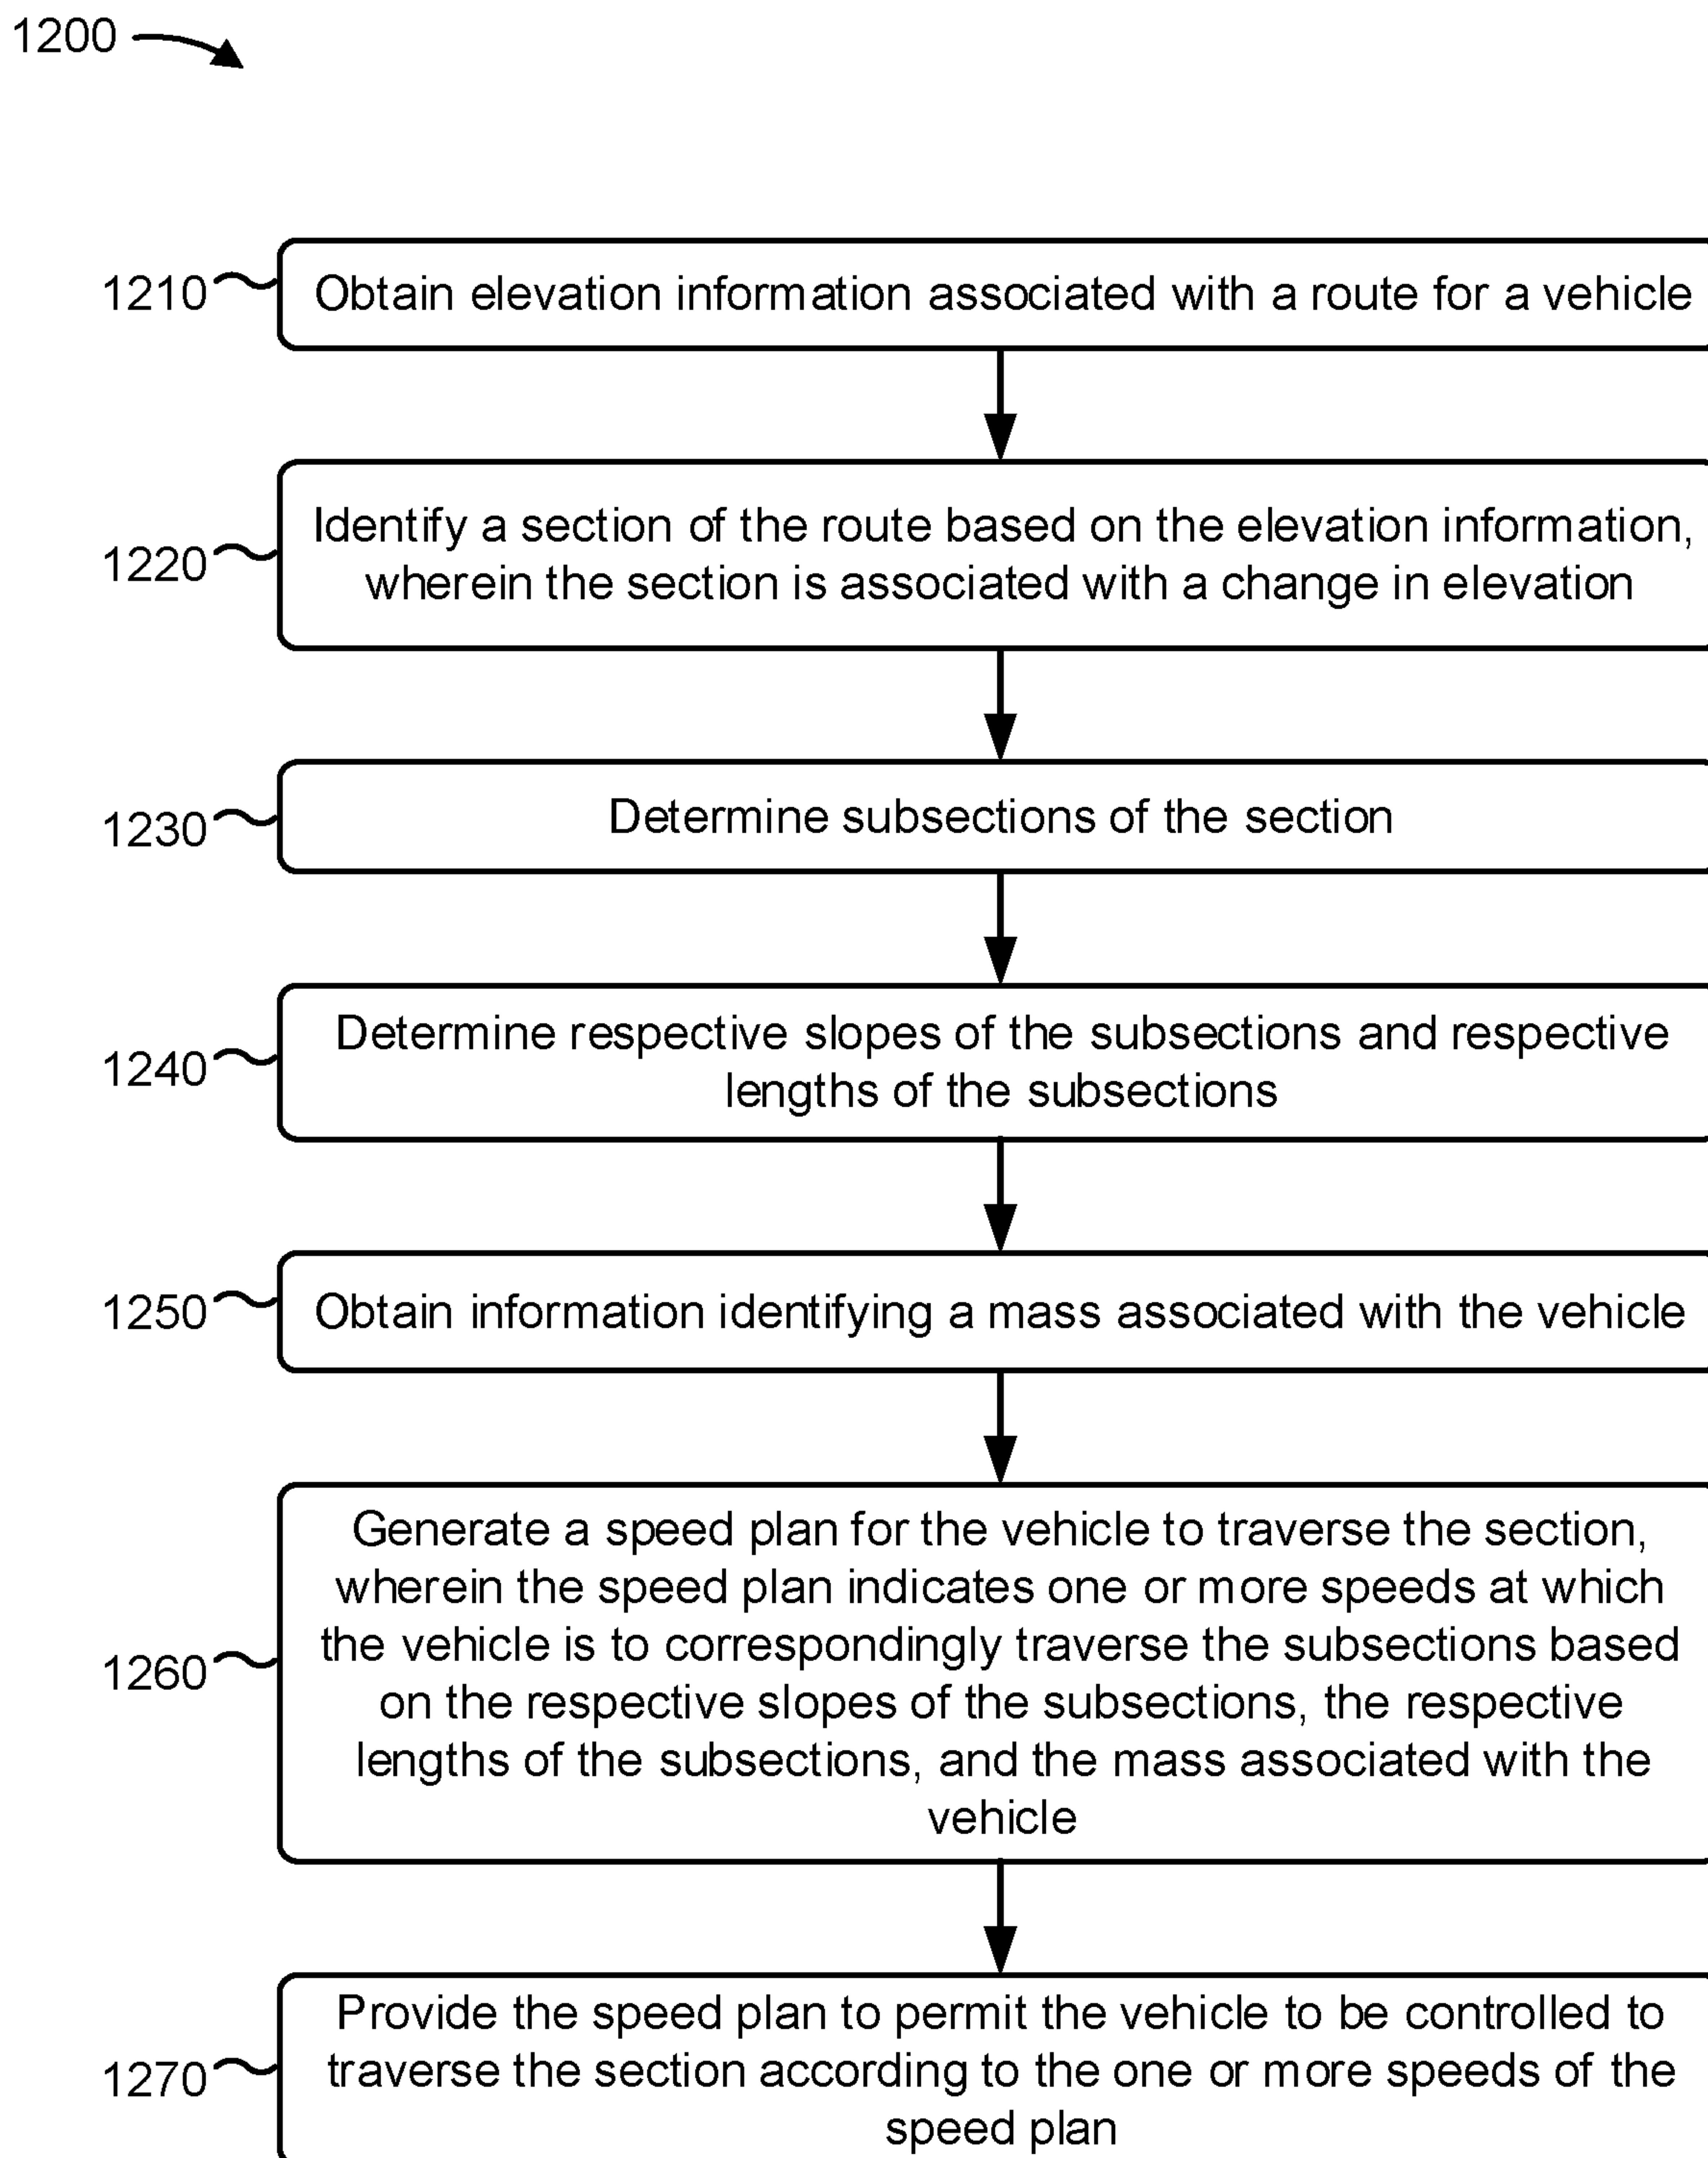 1200
1210
Obtain elevation information associated with a route for a vehicle
1220
Identify a section of the route based on the elevation information,
wherein the section is associated with a change in elevation
1230
Determine subsections of the section
1240
Determine respective slopes of the subsections and respective
lengths of the subsections
1250
Obtain information identifying a mass associated with the vehicle
1260
Generate a speed plan for the vehicle to traverse the section,
wherein the speed plan indicates one or more speeds at which
the vehicle is to correspondingly traverse the subsections based
on the respective slopes of the subsections, the respective
lengths of the subsections, and the mass associated with the
vehicle
1270
Provide the speed plan to permit the vehicle to be controlled to
traverse the section according to the one or more speeds of the
speed plan